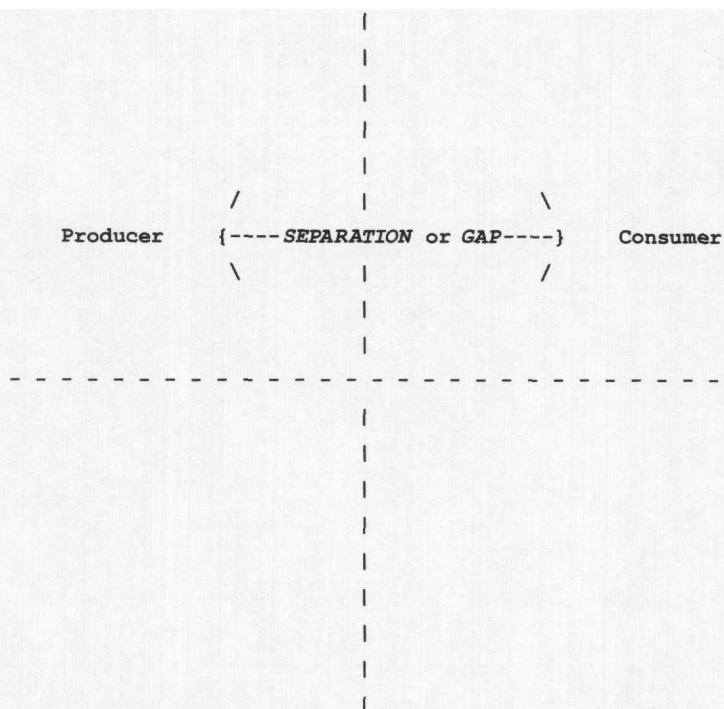 Producer {----SEPARATION or GAP----} Consumer